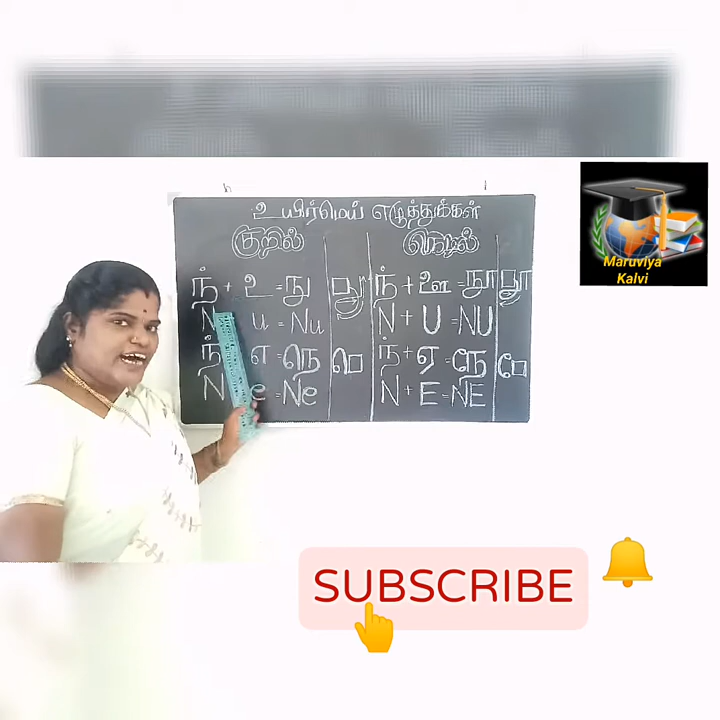 உயிர்மெய் எழுத்துக்கள்
குறில் நெடில்
ந் + உ = நு ந் + ஊ = நூ
N u = Nu N + U = NU
ந் எ = நெ ந் + ஏ = நே
N e = Ne N + E = NE
Maruviya
Kalvi
SUBSCRIBE